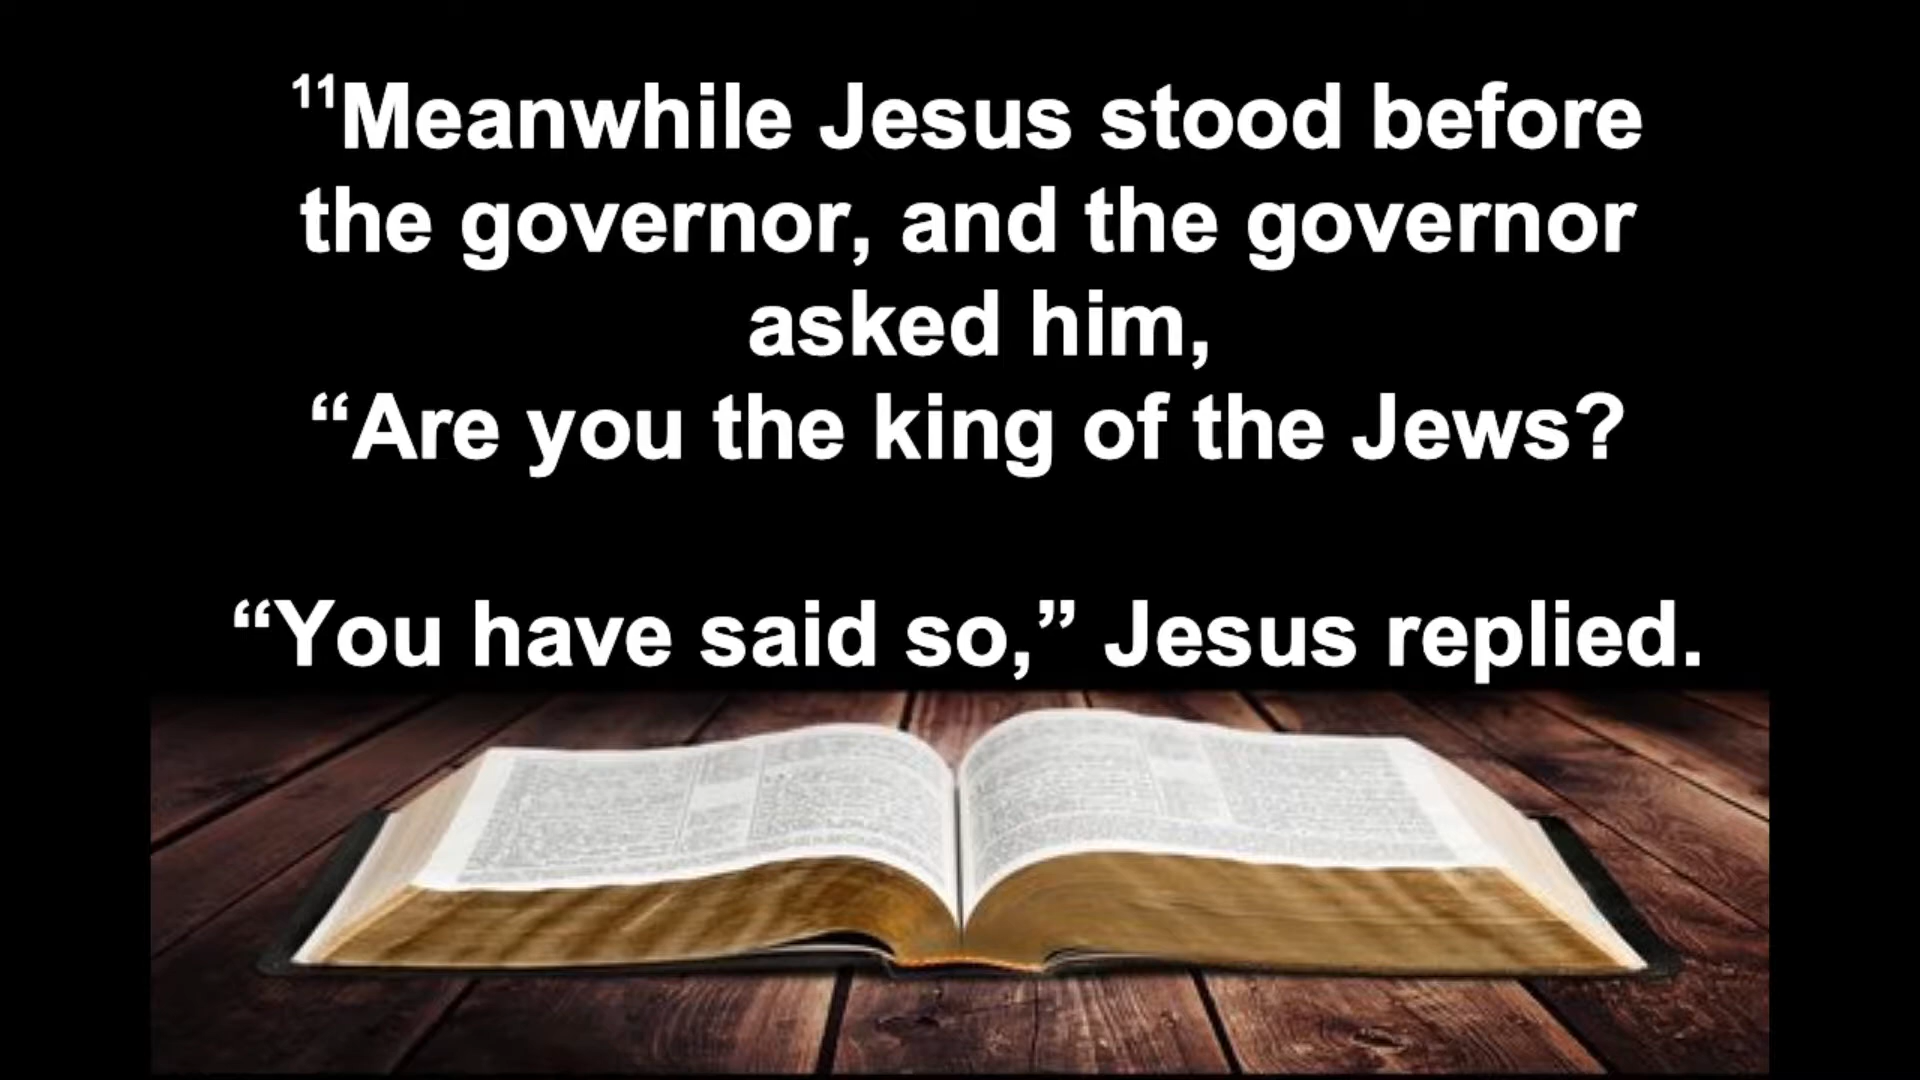 ¹¹Meanwhile Jesus stood before
the governor, and the governor
asked him,
“Are you the king of the Jews?
“You have said so,” Jesus replied.